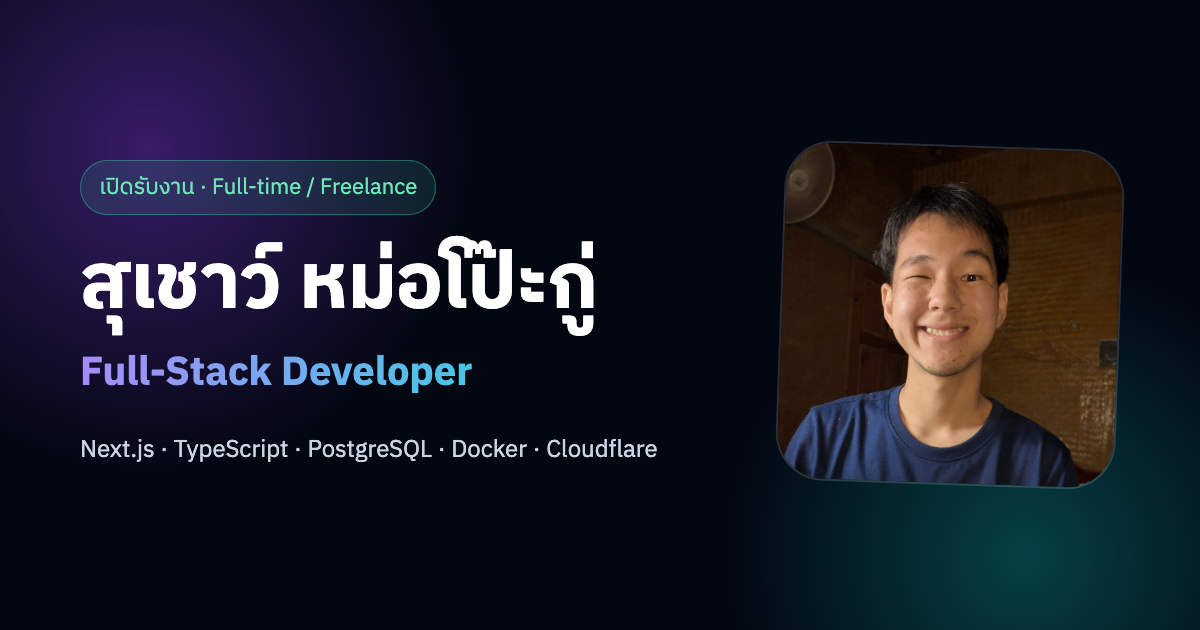 เปิดรับงาน · Full-time / Freelance
สุเชาว์ หม่อโป๊ะกู่
Full-Stack Developer
Next.js · TypeScript · PostgreSQL · Docker · Cloudflare